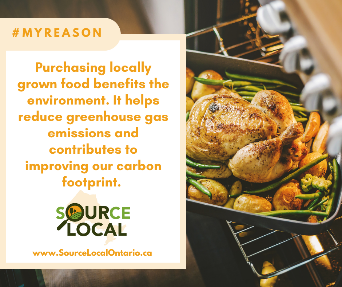 #MYREASON
Purchasing locally
grown food benefits the
environment. It helps
reduce greenhouse gas
emissions and
contributes to
improving our carbon
footprint.
SOURCE
LOCAL
www.SourceLocalOntario.ca